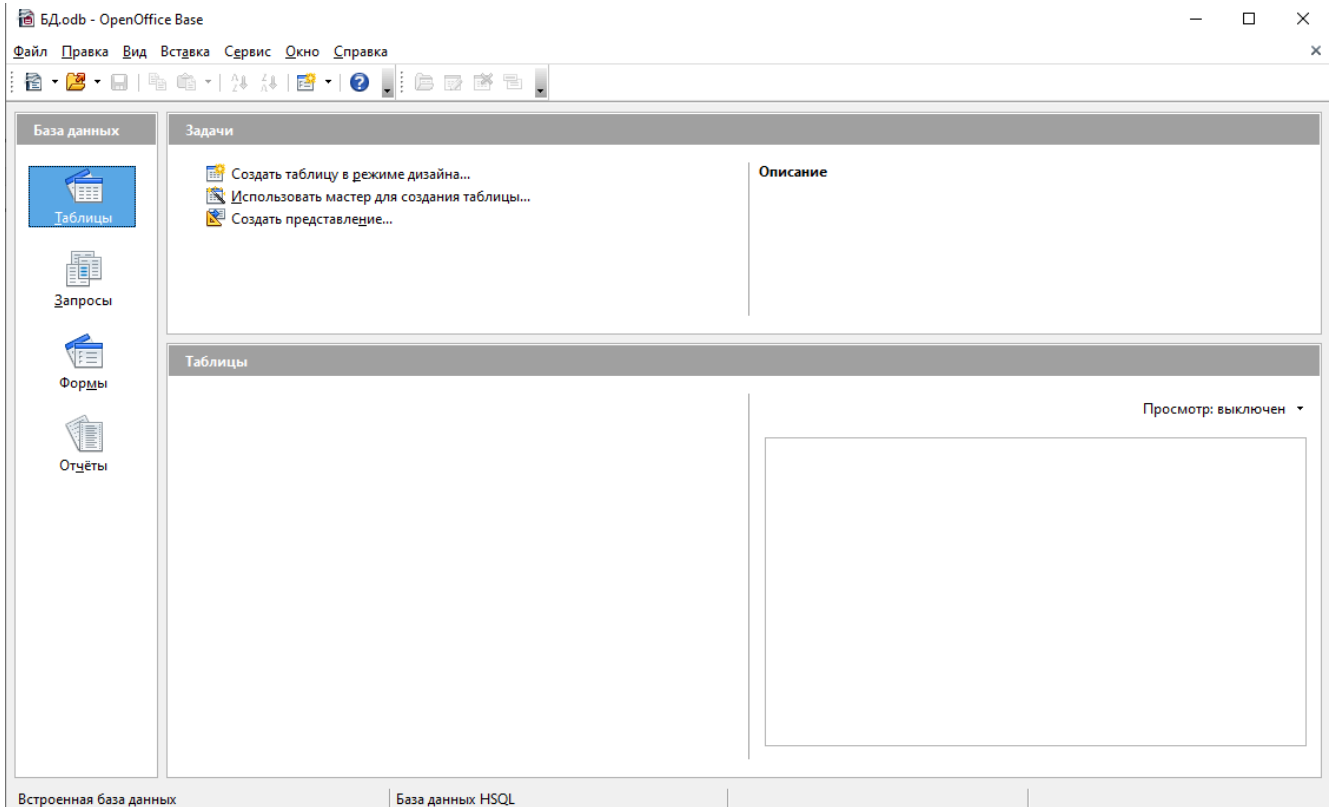 БД.odb - OpenOffice Base
Файл Правка Вид Вставка Сервис Окно Справка
База данных
Задачи
Таблицы
Запросы
Формы
Отчёты
Создать таблицу в режиме дизайна...
Использовать мастер для создания таблицы...
Создать представление...
Описание
Таблицы
Просмотр: выключен
Встроенная база данных
База данных HSQL